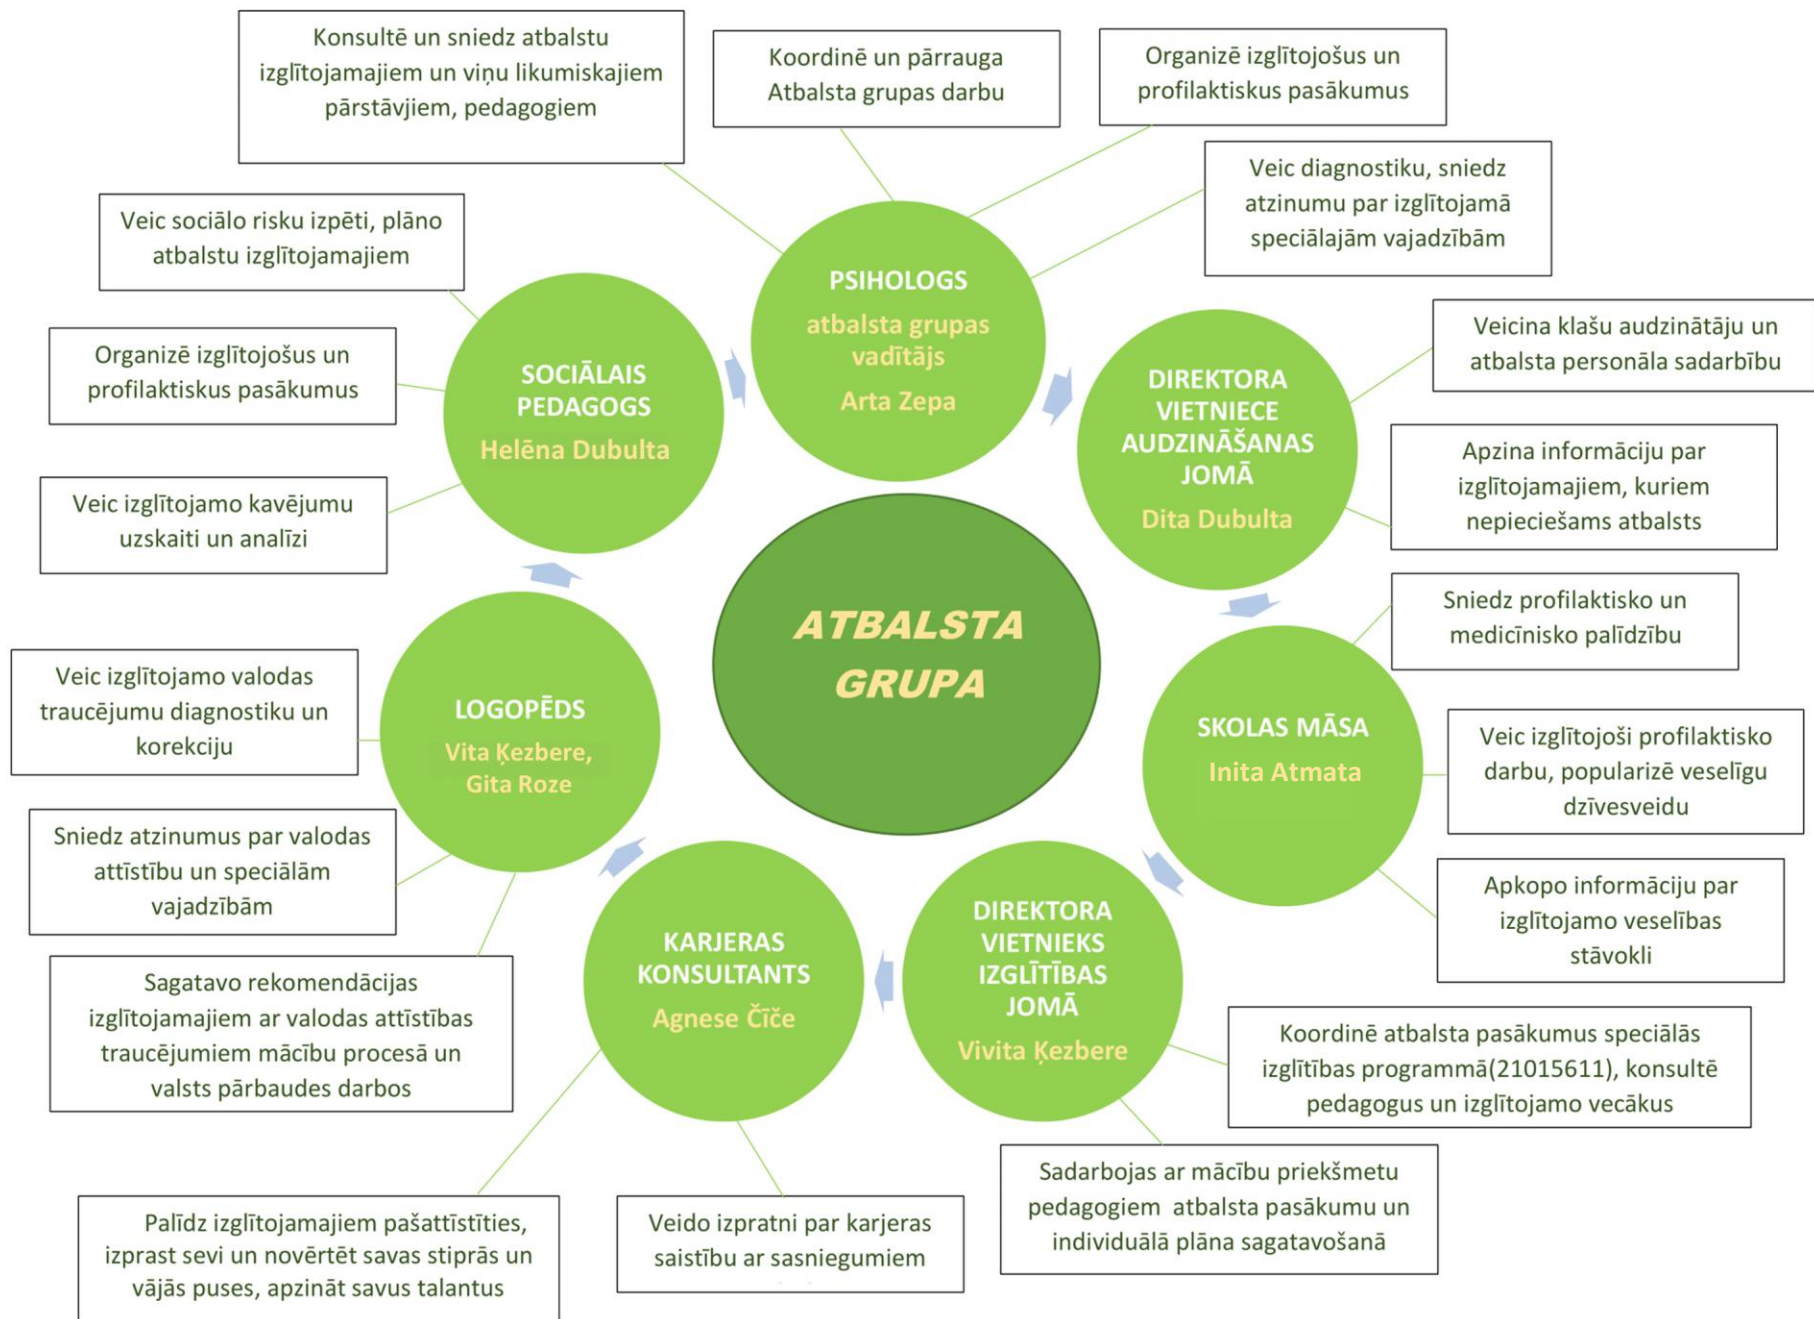 Konsultē un sniedz atbalstu
izglītojamajiem un viņu likumiskajiem
pārstāvjiem, pedagogiem
Koordinē un pārrauga
Atbalsta grupas darbu
Organizē izglītojošus un
profilaktiskus pasākumus
Veic diagnostiku, sniedz
atzinumu par izglītojamā
speciālajām vajadzībām
PSIHOLOGS
atbalsta grupas
vadītājs
Arta Zepa
Veic sociālo risku izpēti, plāno
atbalstu izglītojamajiem
Organizē izglītojošus un
profilaktiskus pasākumus
Veic izglītojamo kavējumu
uzskaiti un analīzi
SOCIĀLAIS
PEDAGOGS
Helēna Dubulta
DIREKTORA
VIETNIECE
AUDZINĀŠANAS
JOMĀ
Dita Dubulta
Veicina klašu audzinātāju un
atbalsta personāla sadarbību
Apzina informāciju par
izglītojamajiem, kuriem
nepieciešams atbalsts
ATBALSTA
GRUPA
Sniedz profilaktisko un
medicīnisko palīdzību
SKOLAS MĀSA
Inita Atmata
Veic izglītojoši profilaktisko
darbu, popularizē veselīgu
dzīvesveidu
Apkopo informāciju par
izglītojamo veselības
stāvokli
Veic izglītojamo valodas
traucējumu diagnostiku un
korekciju
LOGOPĒDS
Vita Ķezbere,
Gita Roze
Sniedz atzinumus par valodas
attīstību un speciālām
vajadzībām
Sagatavo rekomendācijas
izglītojamajiem ar valodas attīstības
traucējumiem mācību procesā un
valsts pārbaudes darbos
KARJERAS
KONSULTANTS
Agnese Čīče
DIREKTORA
VIETNIEKS
IZGLĪTĪBAS
JOMĀ
Vivita Ķezbere
Koordinē atbalsta pasākumus speciālās
izglītības programmā(21015611), konsultē
pedagogus un izglītojamo vecākus
Sadarbojas ar mācību priekšmetu
pedagogiem atbalsta pasākumu un
individuālā plāna sagatavošanā
Palīdz izglītojamajiem pašattīstīties,
izprast sevi un novērtēt savas stiprās un
vājās puses, apzināt savus talantus
Veido izpratni par karjeras
saistību ar sasniegumiem